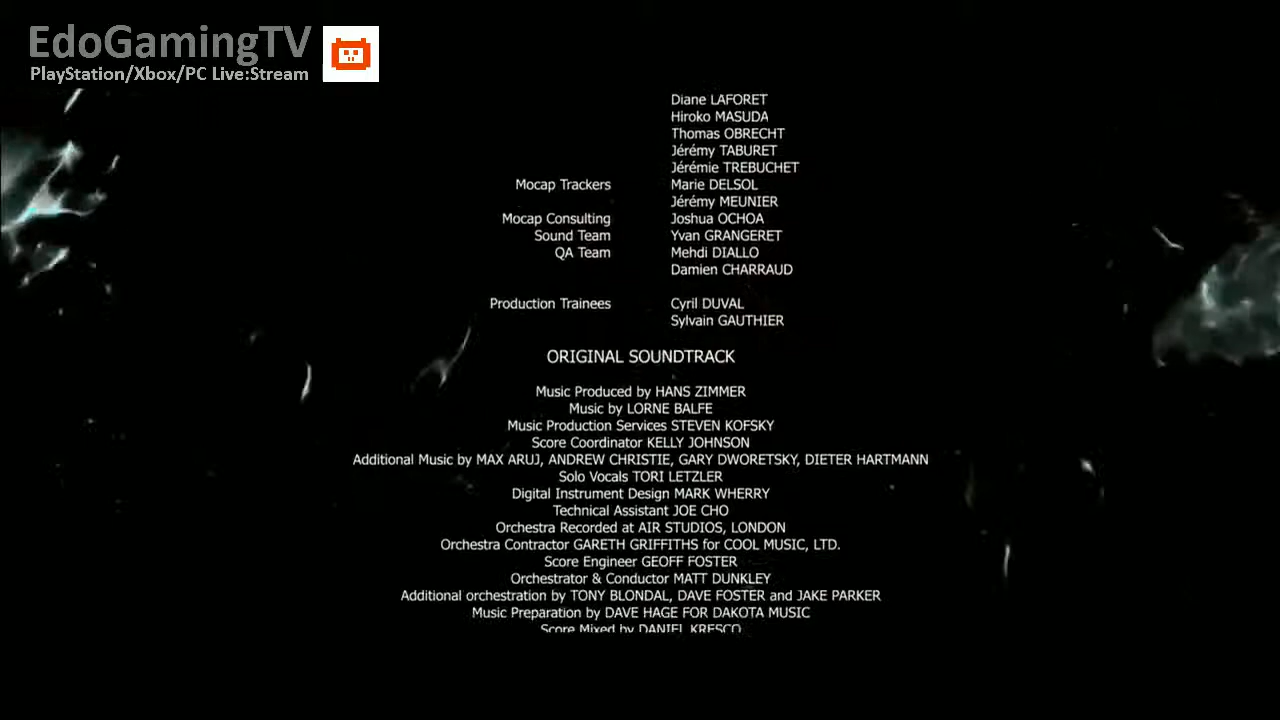 EdoGamingTV
PlayStation/Xbox/PC Live:Stream
Diane LAFORET
Hiroko MASUDA
Thomas OBRECHT
Jérémy TABURET
Jérémie TREBUCHET
Mocap Trackers Marie DELSOL
Jérémy MEUNIER
Mocap Consulting Joshua OCHOA
Sound Team Yvan GRANGERET
QA Team Mehdi DIALLO
Damien CHARRAUD
Production Trainees Cyril DUVAL
Sylvain GAUTHIER
ORIGINAL SOUNDTRACK
Music Produced by HANS ZIMMER
Music by LORNE BALFE
Music Production Services STEVEN KOFSKY
Score Coordinator KELLY JOHNSON
Additional Music by MAX ARUJ, ANDREW CHRISTIE, GARY DWORETSKY, DIETER HARTMANN
Solo Vocals TORI LETZLER
Digital Instrument Design MARK WHERRY
Technical Assistant JOE CHO
Orchestra Recorded at AIR STUDIOS, LONDON
Orchestra Contractor GARETH GRIFFITHS for COOL MUSIC, LTD.
Score Engineer GEOFF FOSTER
Orchestrator & Conductor MATT DUNKLEY
Additional orchestration by TONY BLONDAL, DAVE FOSTER and JAKE PARKER
Music Preparation by DAVE HAGE FOR DAKOTA MUSIC
Score Mixed by DANIEL KRESCO